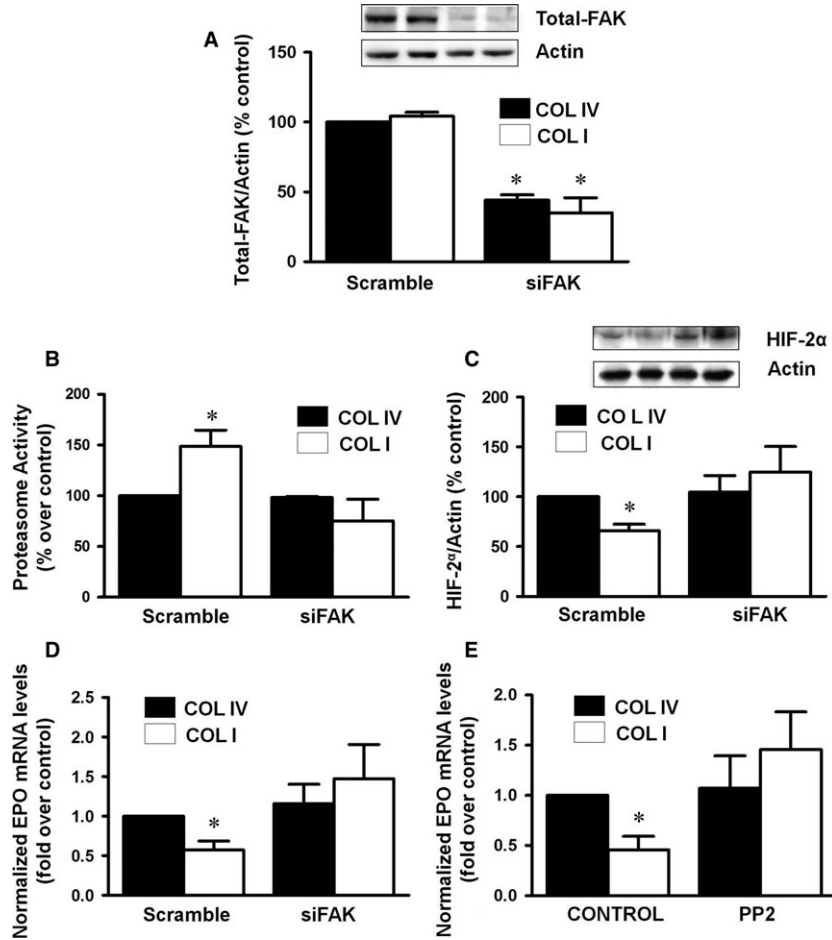 A
Total-FAK
Actin
Total-FAK/Actin (% control)
150
100
50
0
COL IV
COL I
* *
Scramble siFAK
B
Proteasome Activity
(% over control)
200
150
100
50
0
*
COL IV
COL I
Scramble siFAK
C
HIF-2α
Actin
HIF-2α/Actin (% control)
200
150
100
50
0
CO L IV
COL I
*
Scramble siFAK
D
Normalized EPO mRNA levels
(fold over control)
2.5
2.0
1.5
1.0
0.5
0.0
COL IV
COL I
*
Scramble siFAK
E
Normalized EPO mRNA levels
(fold over control)
2.0
1.5
1.0
0.5
0.0
COL IV
COL I
*
CONTROL PP2